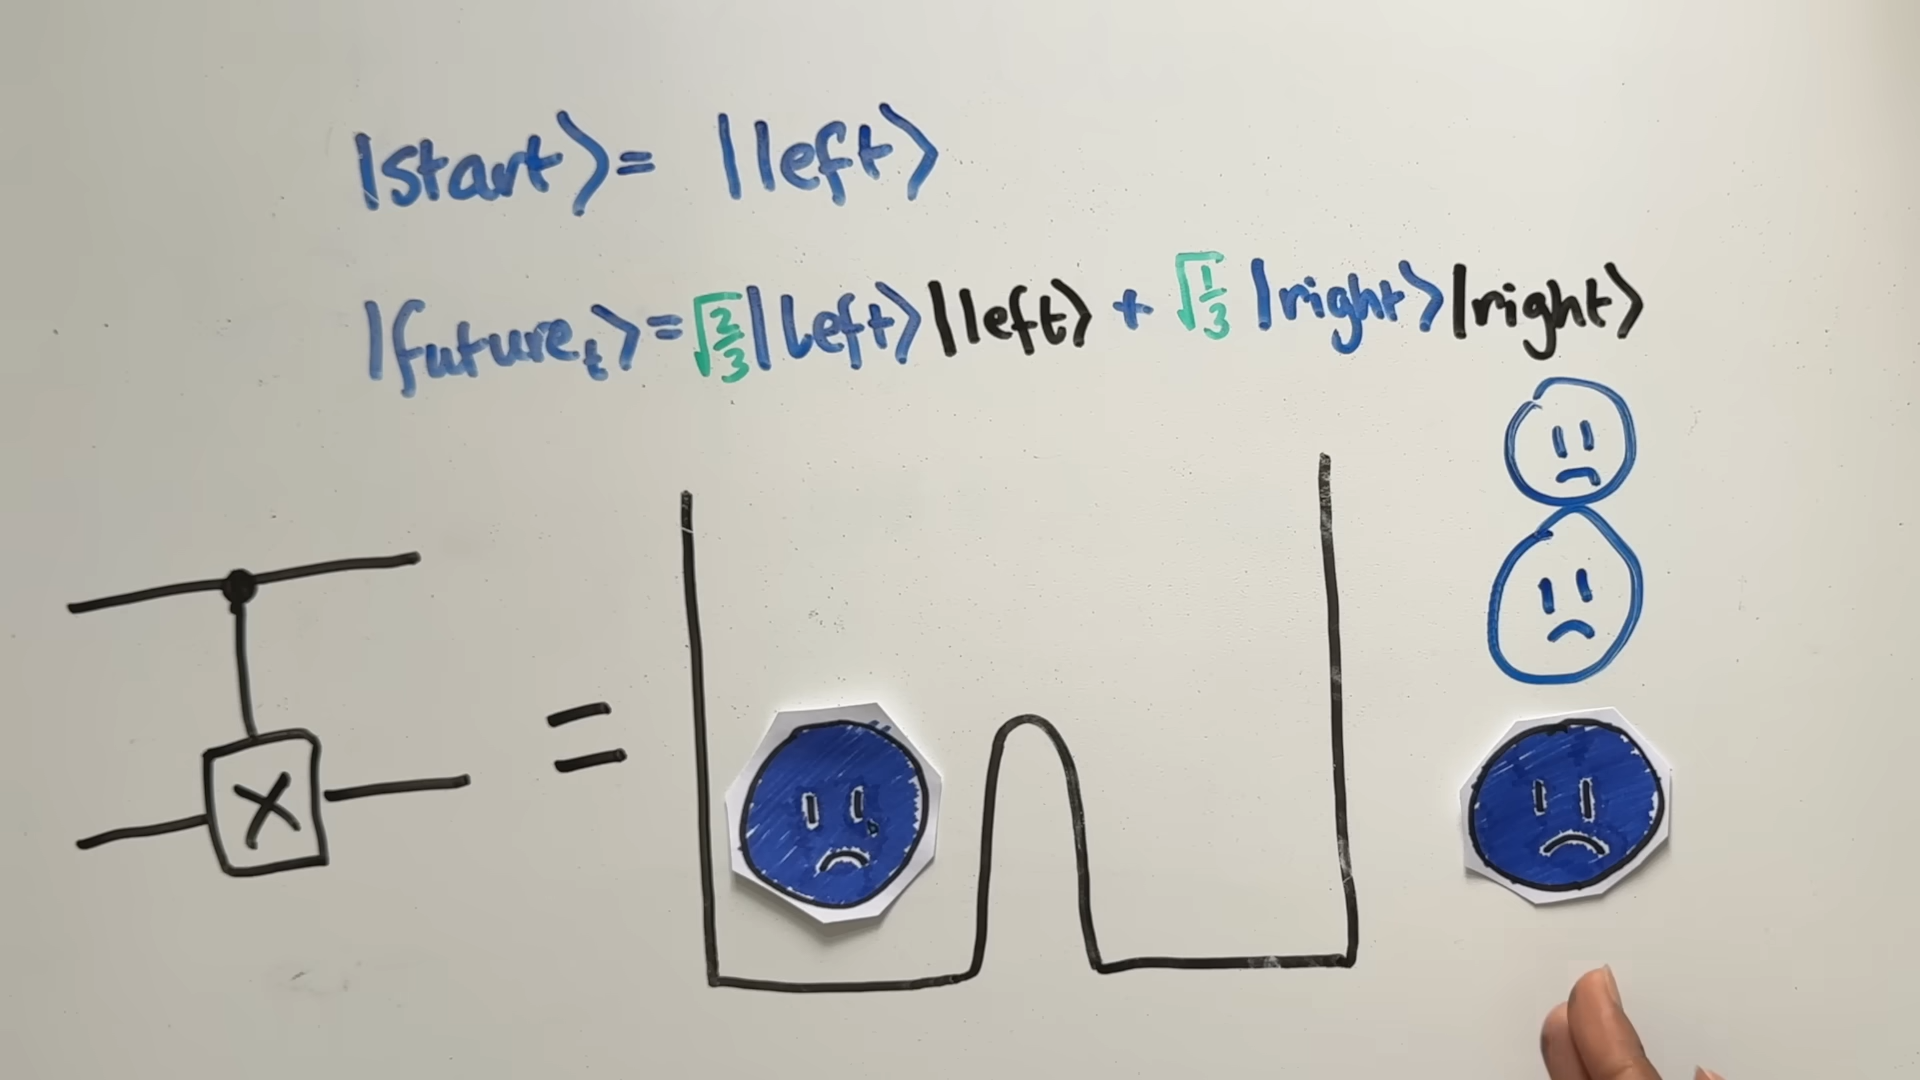 |start⟩ = |left⟩
|future_t⟩ = √2/3 |left⟩ |left⟩ + √1/3 |right⟩ |right⟩
X
=